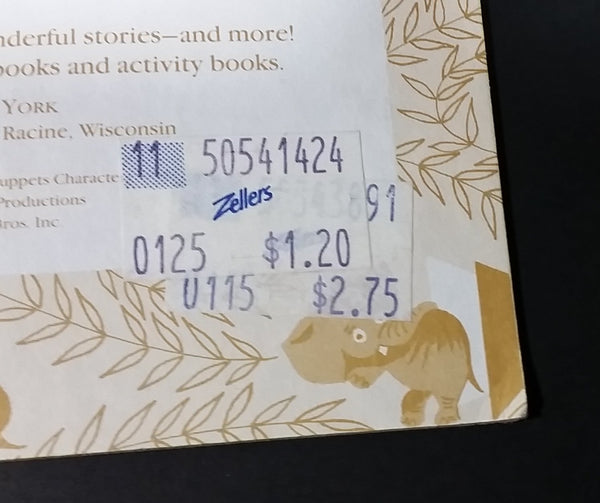 nderful stories—and more!
books and activity books.
YORK
Racine, Wisconsin
uppets Characte
Productions
Bros. Inc.
11 50541424
Zellers
91
0125 $1.20
U115 $2.75